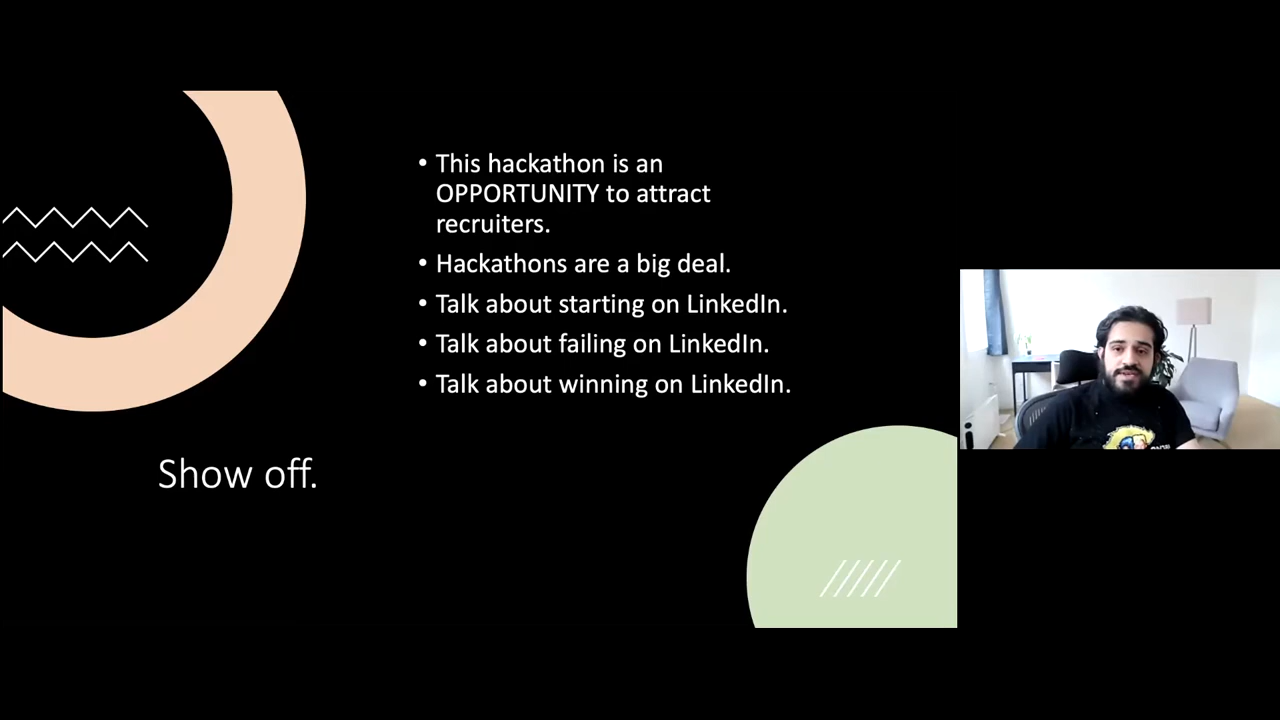 • This hackathon is an
OPPORTUNITY to attract
recruiters.
• Hackathons are a big deal.
• Talk about starting on LinkedIn.
• Talk about failing on LinkedIn.
• Talk about winning on LinkedIn.
Show off.